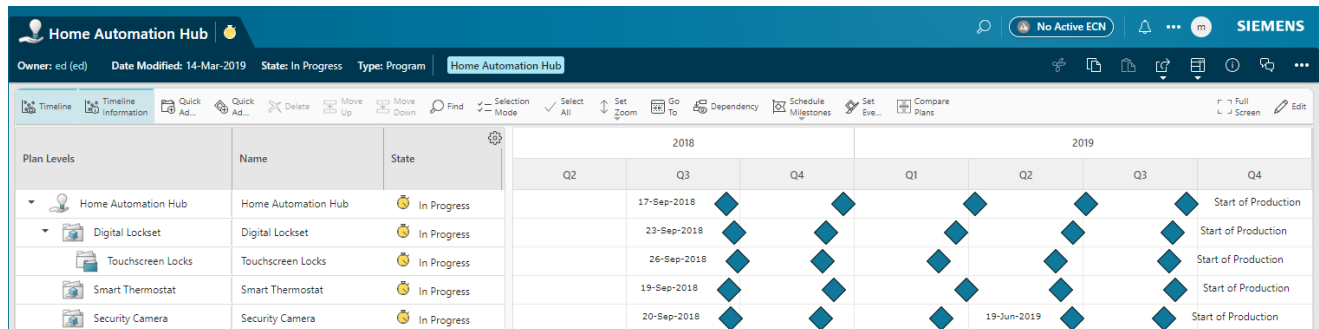 Home Automation Hub
No Active ECN
m
SIEMENS
Owner: ed (ed) Date Modified: 14-Mar-2019 State: In Progress Type: Program Home Automation Hub
Timeline
Timeline Information
Quick Ad...
Quick Ad...
Delete
Move Up
Move Down
Find
Selection Mode
Select All
Set Zoom
Go To
Dependency
Schedule Milestones
Set Eve...
Compare Plans
Full Screen
Edit
Plan Levels Name State
2018 2019
Q2 Q3 Q4 Q1 Q2 Q3 Q4
Home Automation Hub Home Automation Hub In Progress 17-Sep-2018 Start of Production
Digital Lockset Digital Lockset In Progress 23-Sep-2018 Start of Production
Touchscreen Locks Touchscreen Locks In Progress 26-Sep-2018 Start of Production
Smart Thermostat Smart Thermostat In Progress 19-Sep-2018 Start of Production
Security Camera Security Camera In Progress 20-Sep-2018 19-Jun-2019 Start of Production